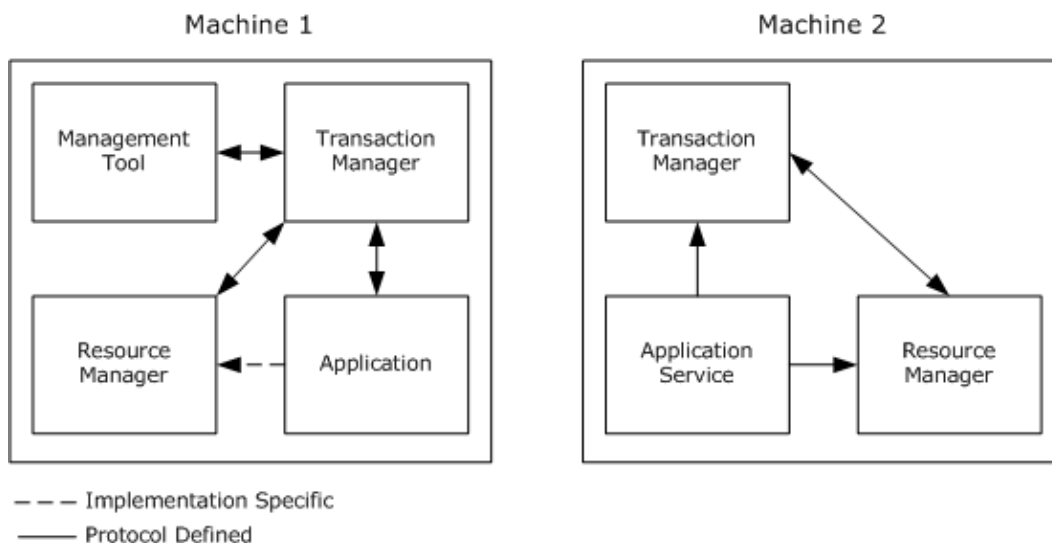 Machine 1
Machine 2
Management
Tool
Transaction
Manager
Resource
Manager
Application
Transaction
Manager
Application
Service
Resource
Manager
Implementation Specific
Protocol Defined